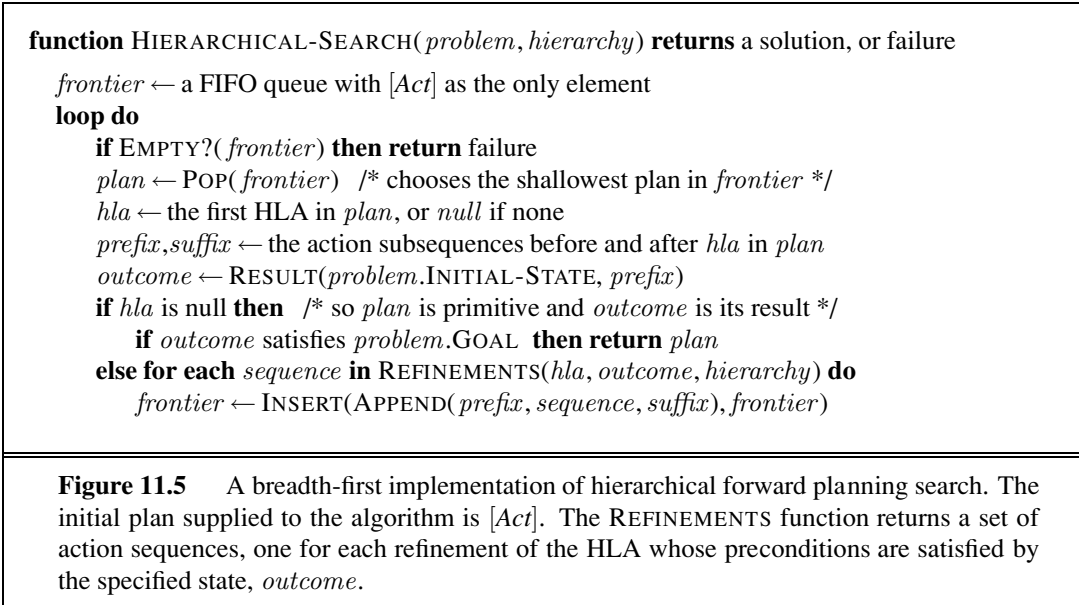 function HIERARCHICAL-SEARCH(problem, hierarchy) returns a solution, or failure
frontier ← a FIFO queue with [Act] as the only element
loop do
if EMPTY?(frontier) then return failure
plan ← POP(frontier) /* chooses the shallowest plan in frontier */
hla ← the first HLA in plan, or null if none
prefix,suffix ← the action subsequences before and after hla in plan
outcome ← RESULT(problem.INITIAL-STATE, prefix)
if hla is null then /* so plan is primitive and outcome is its result */
if outcome satisfies problem.GOAL then return plan
else for each sequence in REFINEMENTS(hla, outcome, hierarchy) do
frontier ← INSERT(APPEND(prefix, sequence, suffix), frontier)
Figure 11.5 A breadth-first implementation of hierarchical forward planning search. The
initial plan supplied to the algorithm is [Act]. The REFINEMENTS function returns a set of
action sequences, one for each refinement of the HLA whose preconditions are satisfied by
the specified state, outcome.